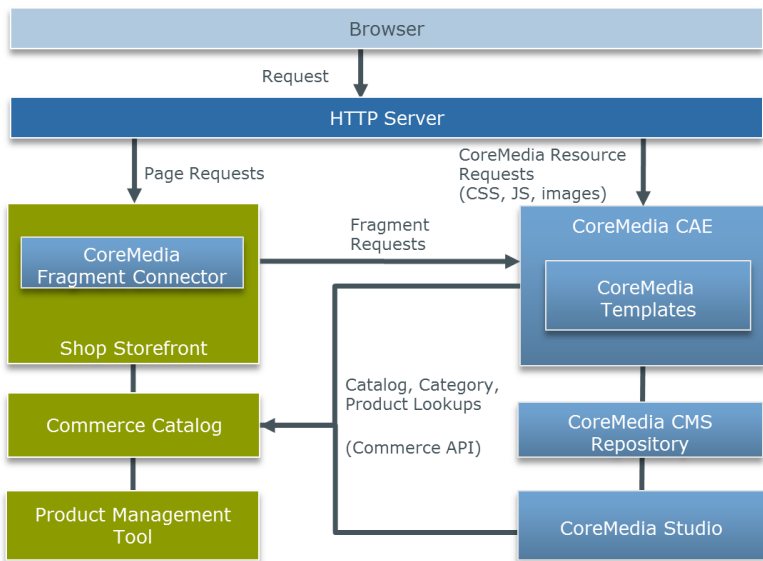 Browser
Request
HTTP Server
Page Requests
CoreMedia Resource
Requests
(CSS, JS, images)
CoreMedia
Fragment Connector
Shop Storefront
Fragment
Requests
CoreMedia CAE
CoreMedia
Templates
Catalog, Category,
Product Lookups
(Commerce API)
Commerce Catalog
CoreMedia CMS
Repository
Product Management
Tool
CoreMedia Studio